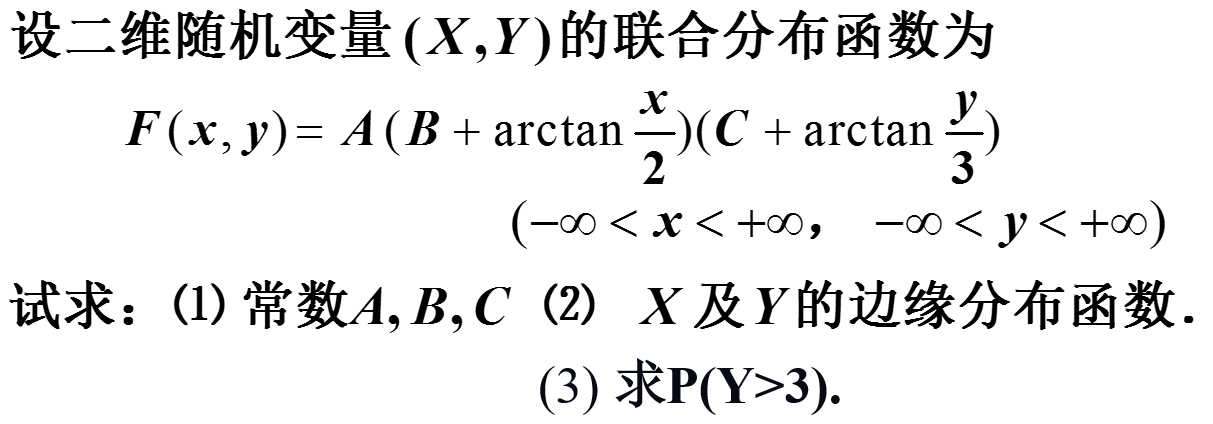 设二维随机变量(X,Y)的联合分布函数为
F(x,y)= A(B + arctan x/2)(C + arctan y/3)
(−∞ < x < +∞， −∞ < y < +∞)
试求：⑴ 常数A, B, C ⑵ X 及Y 的边缘分布函数.
(3) 求P(Y>3).